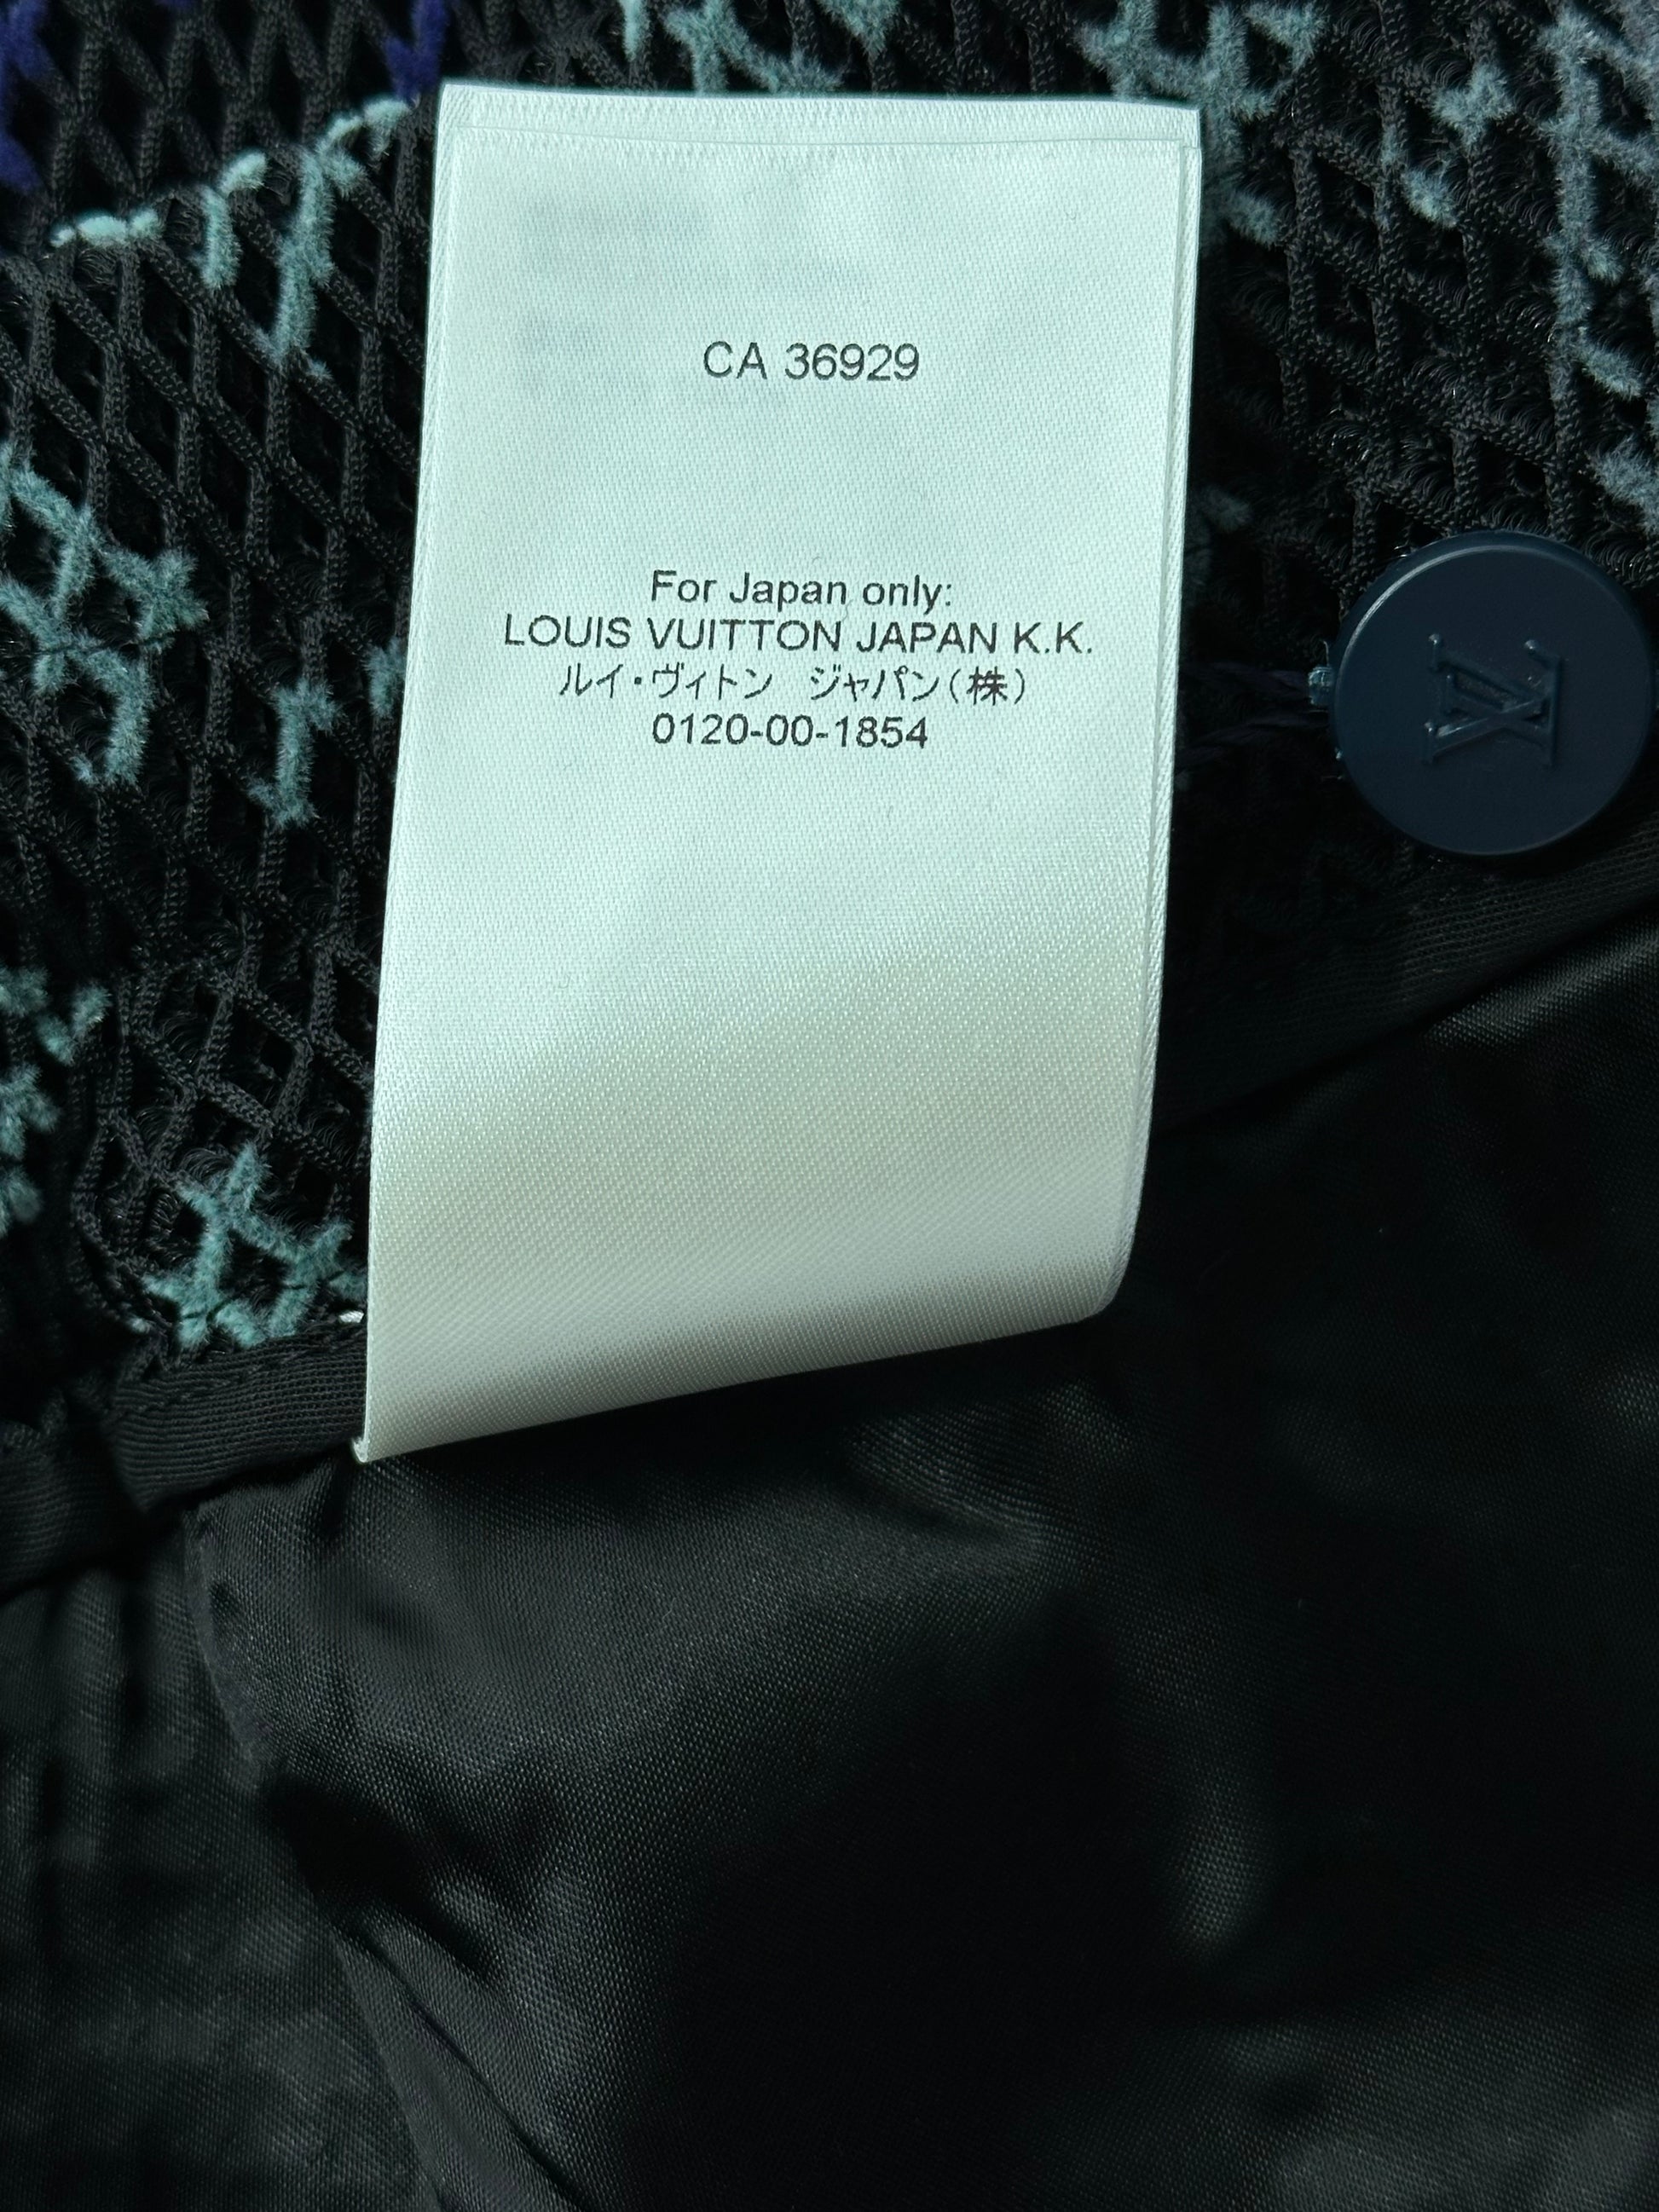 CA 36929
For Japan only:
LOUIS VUITTON JAPAN K.K.
ルイ・ヴィトン ジャパン(株)
0120-00-1854
LV